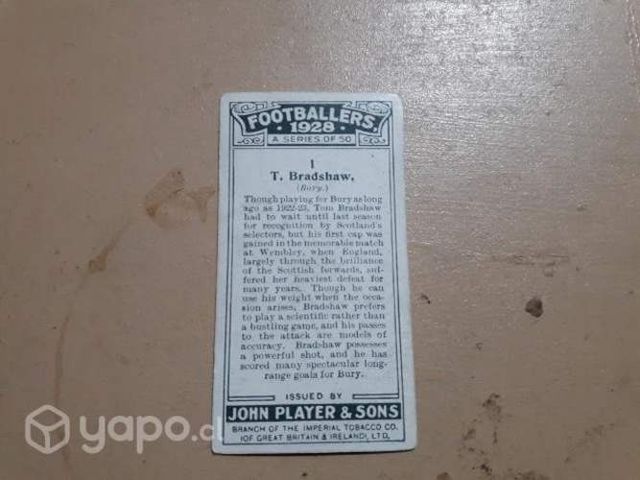 FOOTBALLERS,
· 1928 ·
A SERIES OF 50
1
T. Bradshaw,
(Bury.)
Though playing for Bury as long
ago as 1922-23, Tom Bradshaw
had to wait until last season
for recognition by Scotland's
selectors, but his first cap was
gained in the memorable match
at Wembley, when England,
largely through the brilliance
of the Scottish forwards, suf-
fered her heaviest defeat for
many years. Though he can
use his weight when the occa-
sion arises, Bradshaw prefers
to play a scientific rather than
a bustling game, and his passes
to the attack are models of
accuracy. Bradshaw possesses
a powerful shot, and he has
scored many spectacular long-
range goals for Bury.
ISSUED BY
JOHN PLAYER & SONS
BRANCH OF THE IMPERIAL TOBACCO CO.
(OF GREAT BRITAIN & IRELAND), LTD.
yapo.cl